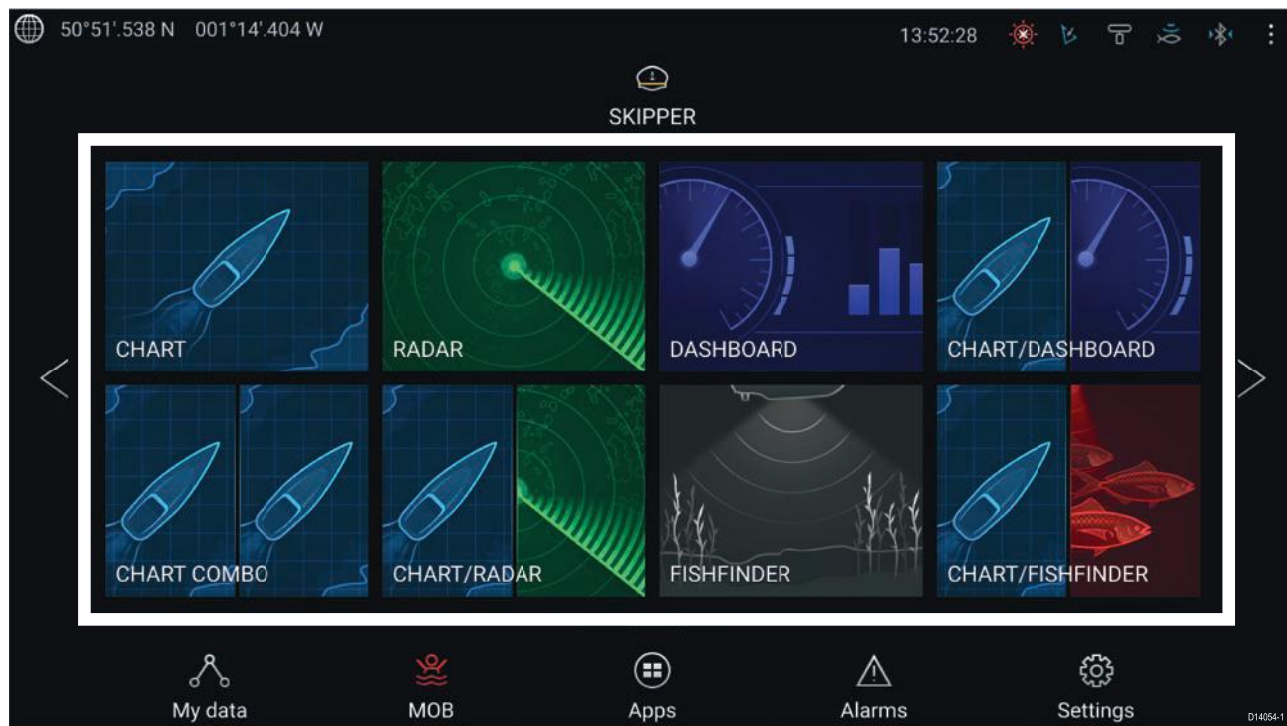 50°51'.538 N 001°14'.404 W 13:52:28
SKIPPER
CHART RADAR DASHBOARD CHART/DASHBOARD
CHART COMBO CHART/RADAR FISHFINDER CHART/FISHFINDER
My data MOB Apps Alarms Settings
D14054-1